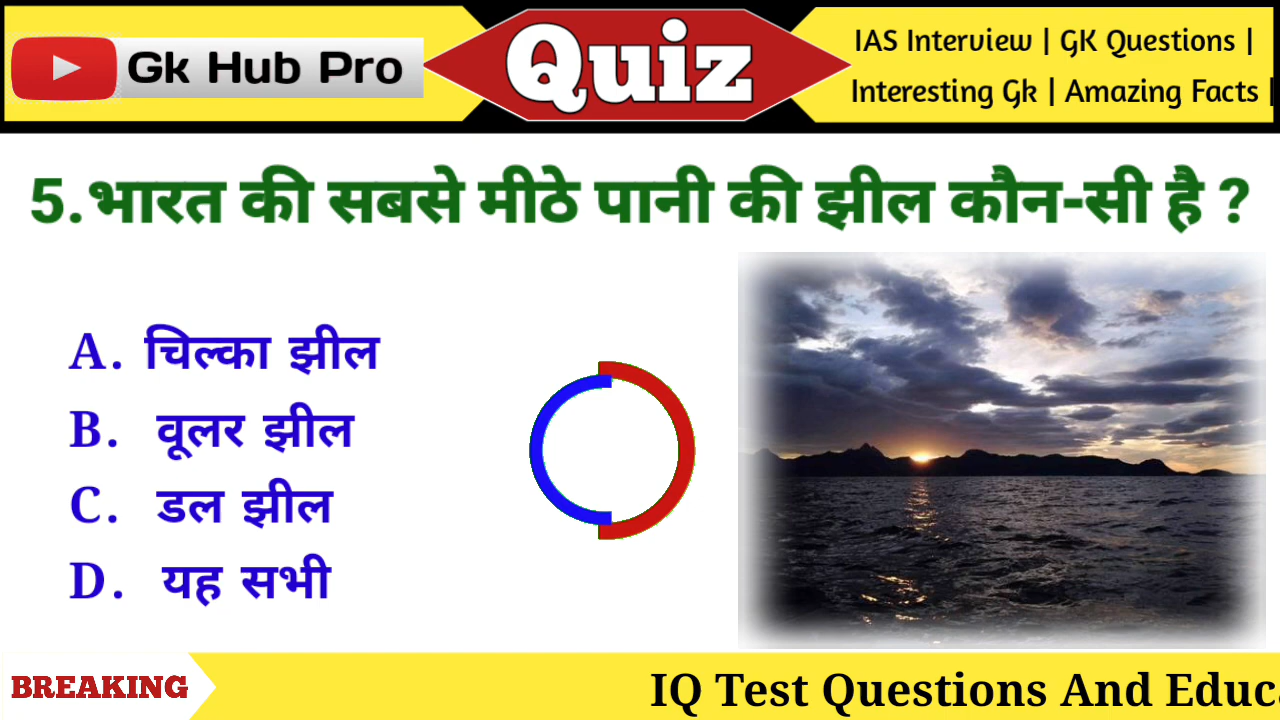 Gk Hub Pro
Quiz
IAS Interview | GK Questions |
Interesting Gk | Amazing Facts |
5.भारत की सबसे मीठे पानी की झील कौन-सी है ?
A. चिल्का झील
B. वूलर झील
C. डल झील
D. यह सभी
BREAKING
IQ Test Questions And Educ